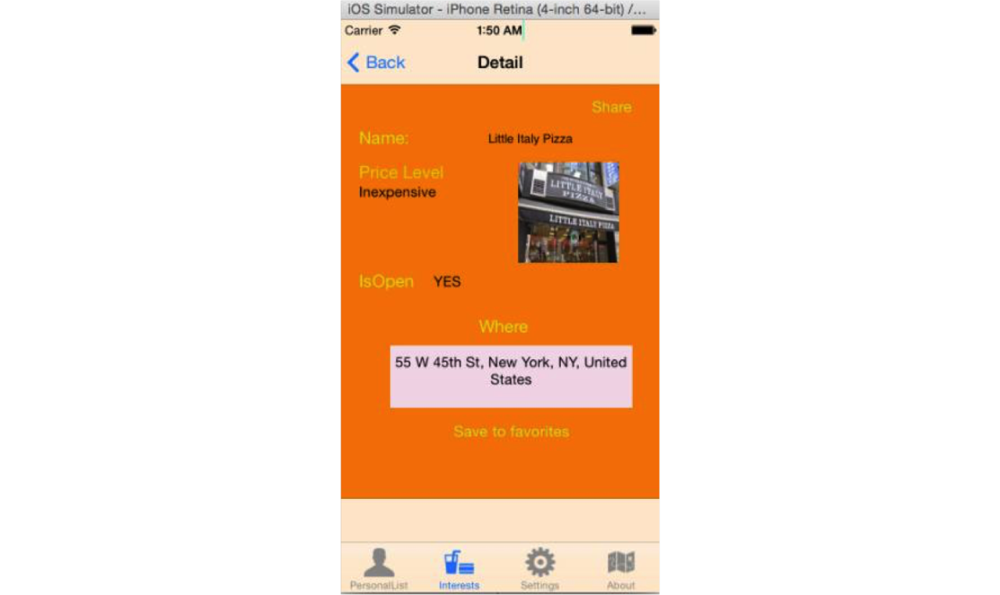 iOS Simulator - iPhone Retina (4-inch 64-bit) /...
Carrier 1:50 AM
Back Detail
Share
Name: Little Italy Pizza
Price Level
Inexpensive
LITTLE ITALY
PIZZA
LITTLE ITALY PIZZA
IsOpen YES
Where
55 W 45th St, New York, NY, United
States
Save to favorites
PersonalList Interests Settings About